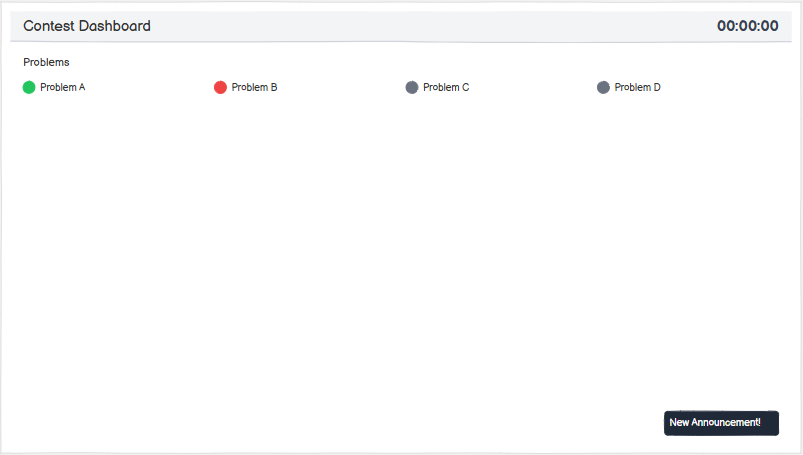 Contest Dashboard 00:00:00
Problems
Problem A Problem B Problem C Problem D
New Announcement!